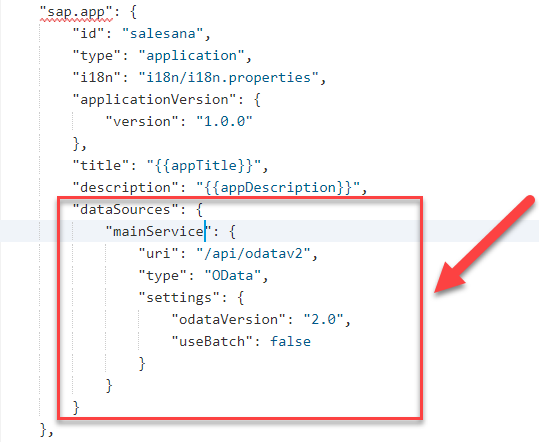 "sap.app": {
"id": "salesana",
"type": "application",
"i18n": "i18n/i18n.properties",
"applicationVersion": {
"version": "1.0.0"
},
"title": "{{appTitle}}",
"description": "{{appDescription}}",
"dataSources": {
"mainService": {
"uri": "/api/odatav2",
"type": "OData",
"settings": {
"odataVersion": "2.0",
"useBatch": false
}
}
}
},